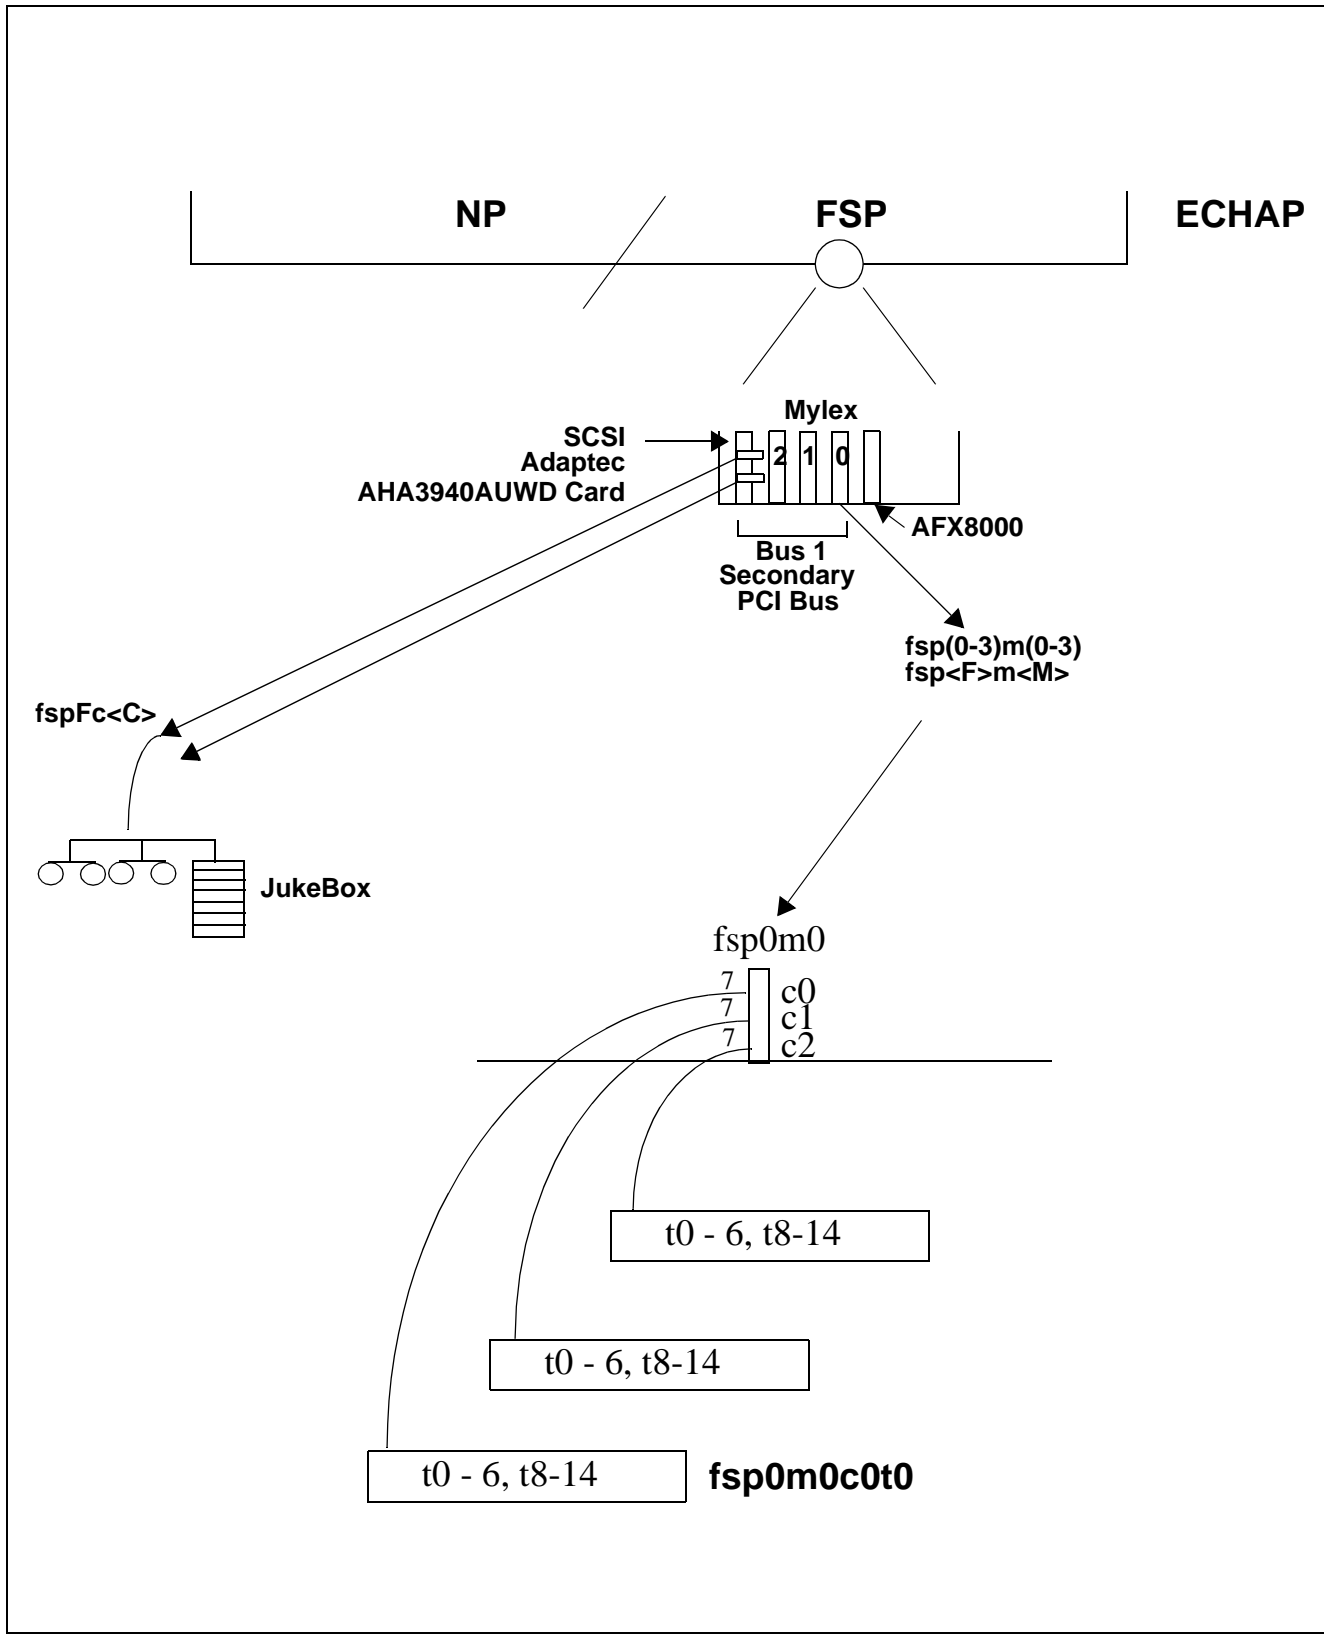 NP FSP ECHAP
Mylex
SCSI
Adaptec
AHA3940AUWD Card
2 1 0
AFX8000
Bus 1
Secondary
PCI Bus
fsp(0-3)m(0-3)
fsp<F>m<M>
fspFc<C>
JukeBox
fsp0m0
7 c0
7 c1
7 c2
t0 - 6, t8-14
t0 - 6, t8-14
t0 - 6, t8-14 fsp0m0c0t0